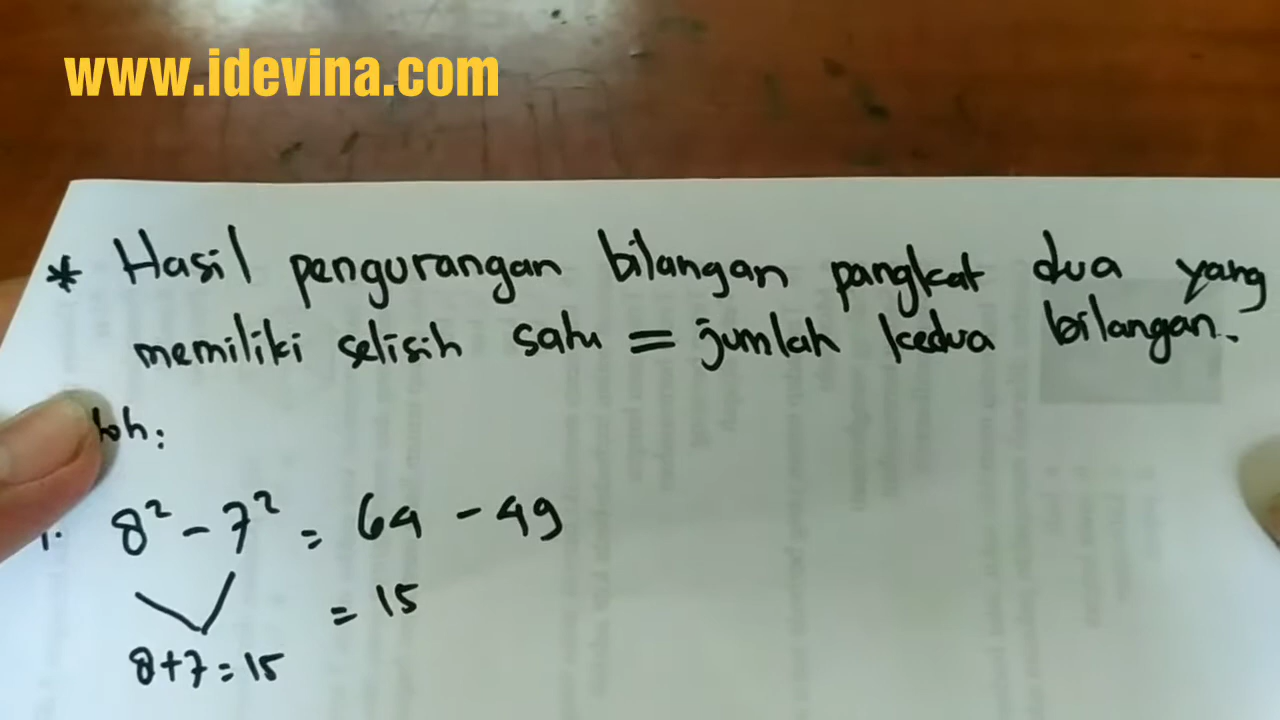 www.idevina.com
* Hasil pengurangan bilangan pangkat dua yang
memiliki selisih satu = jumlah kedua bilangan.
toh:
1. 8² - 7² = 64 - 49
= 15
8+7=15